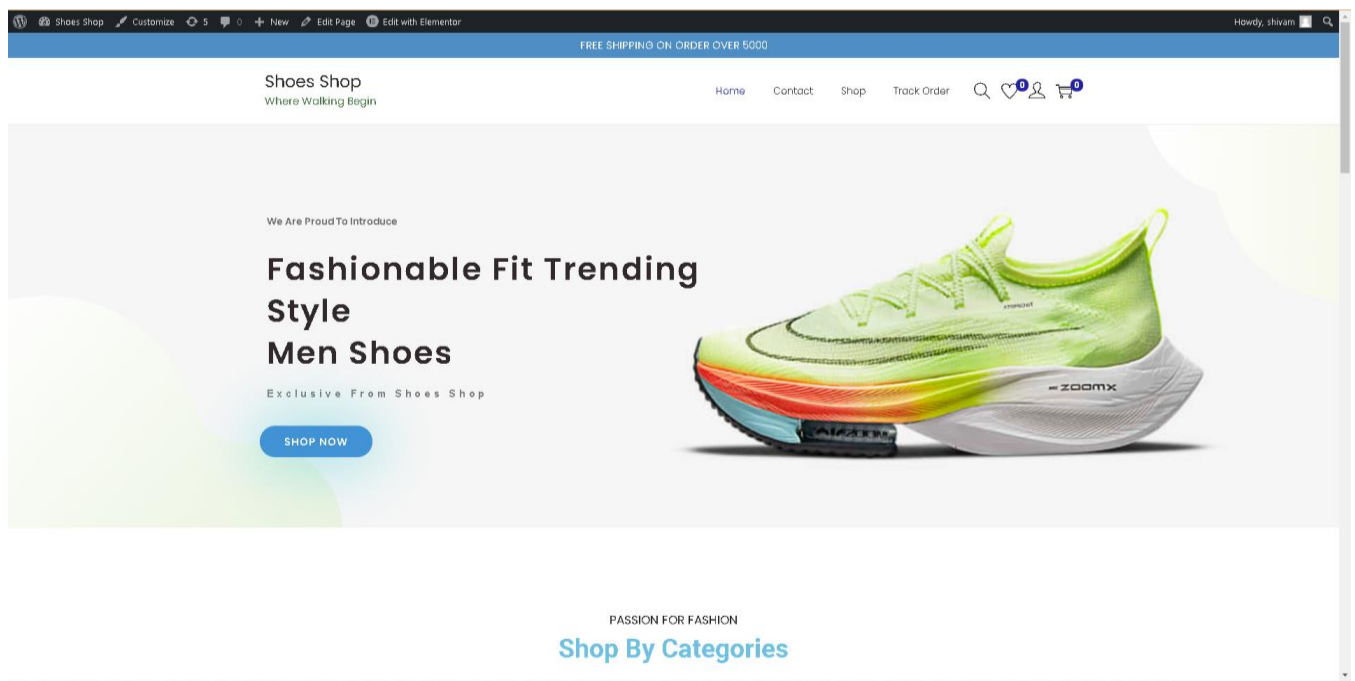 Shoes Shop Customize 5 0 New Edit Page Edit with Elementor Howdy, shivam
FREE SHIPPING ON ORDER OVER 5000
Shoes Shop
Where Walking Begin
Home Contact Shop Track Order 0 0
We Are Proud To Introduce
Fashionable Fit Trending
Style
Men Shoes
Exclusive From Shoes Shop
SHOP NOW
ZOOMX
AIRZOOM
PASSION FOR FASHION
Shop By Categories